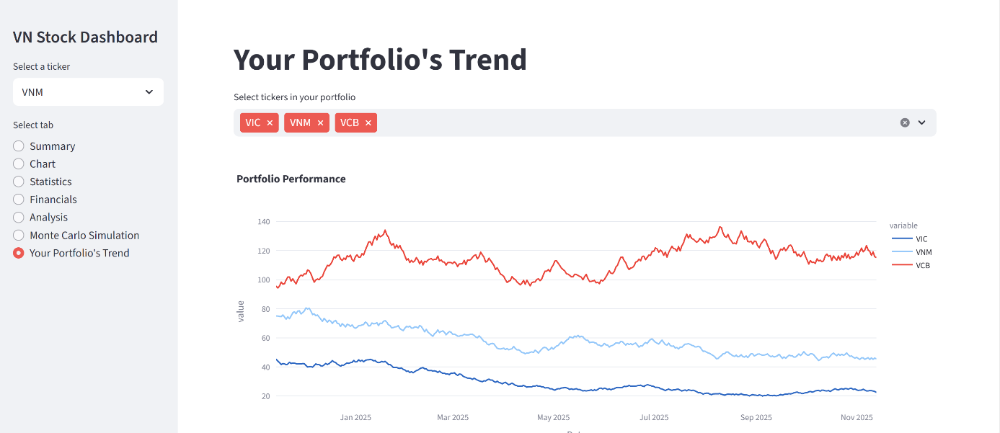 VN Stock Dashboard
Select a ticker
VNM
Select tab
Summary
Chart
Statistics
Financials
Analysis
Monte Carlo Simulation
Your Portfolio's Trend
Your Portfolio's Trend
Select tickers in your portfolio
VIC VNM VCB
Portfolio Performance
140
120
100
80
60
40
20
value
Jan 2025 Mar 2025 May 2025 Jul 2025 Sep 2025 Nov 2025
variable
VIC
VNM
VCB